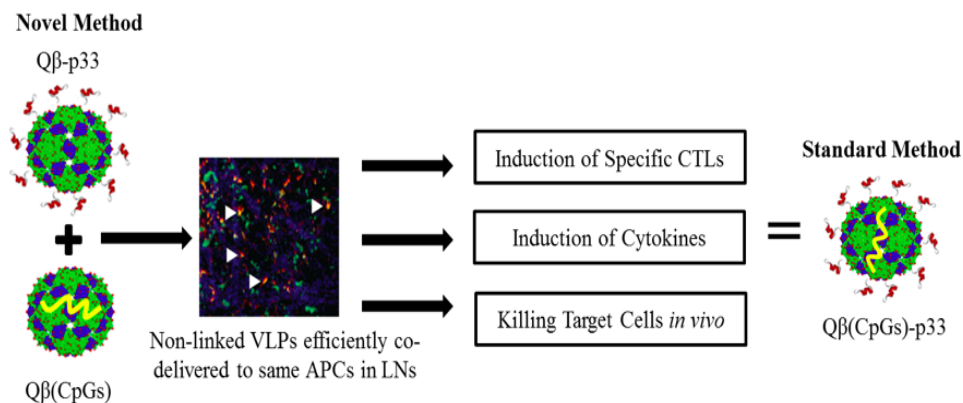 Novel Method
Qβ-p33
+
Qβ(CpGs)
Non-linked VLPs efficiently co-
delivered to same APCs in LNs
Induction of Specific CTLs
Induction of Cytokines
Killing Target Cells in vivo
=
Standard Method
Qβ(CpGs)-p33